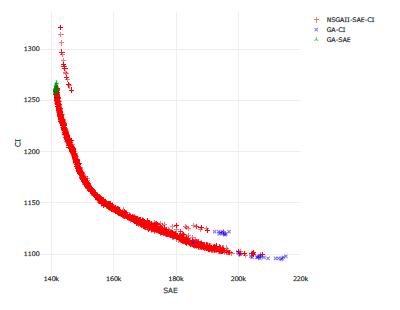 NSGAII-SAE-CI
GA-CI
GA-SAE
1300
1250
1200
1150
1100
CI
140k 160k 180k 200k 220k
SAE